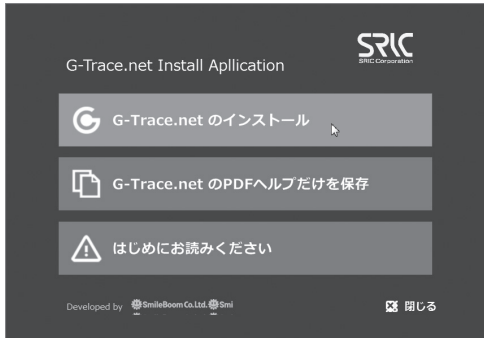 SRIC
SRIC Corporation
G-Trace.net Install Apllication
G-Trace.net のインストール
G-Trace.net のPDFヘルプだけを保存
はじめにお読みください
Developed by SmileBoom Co.Ltd. Smi
閉じる